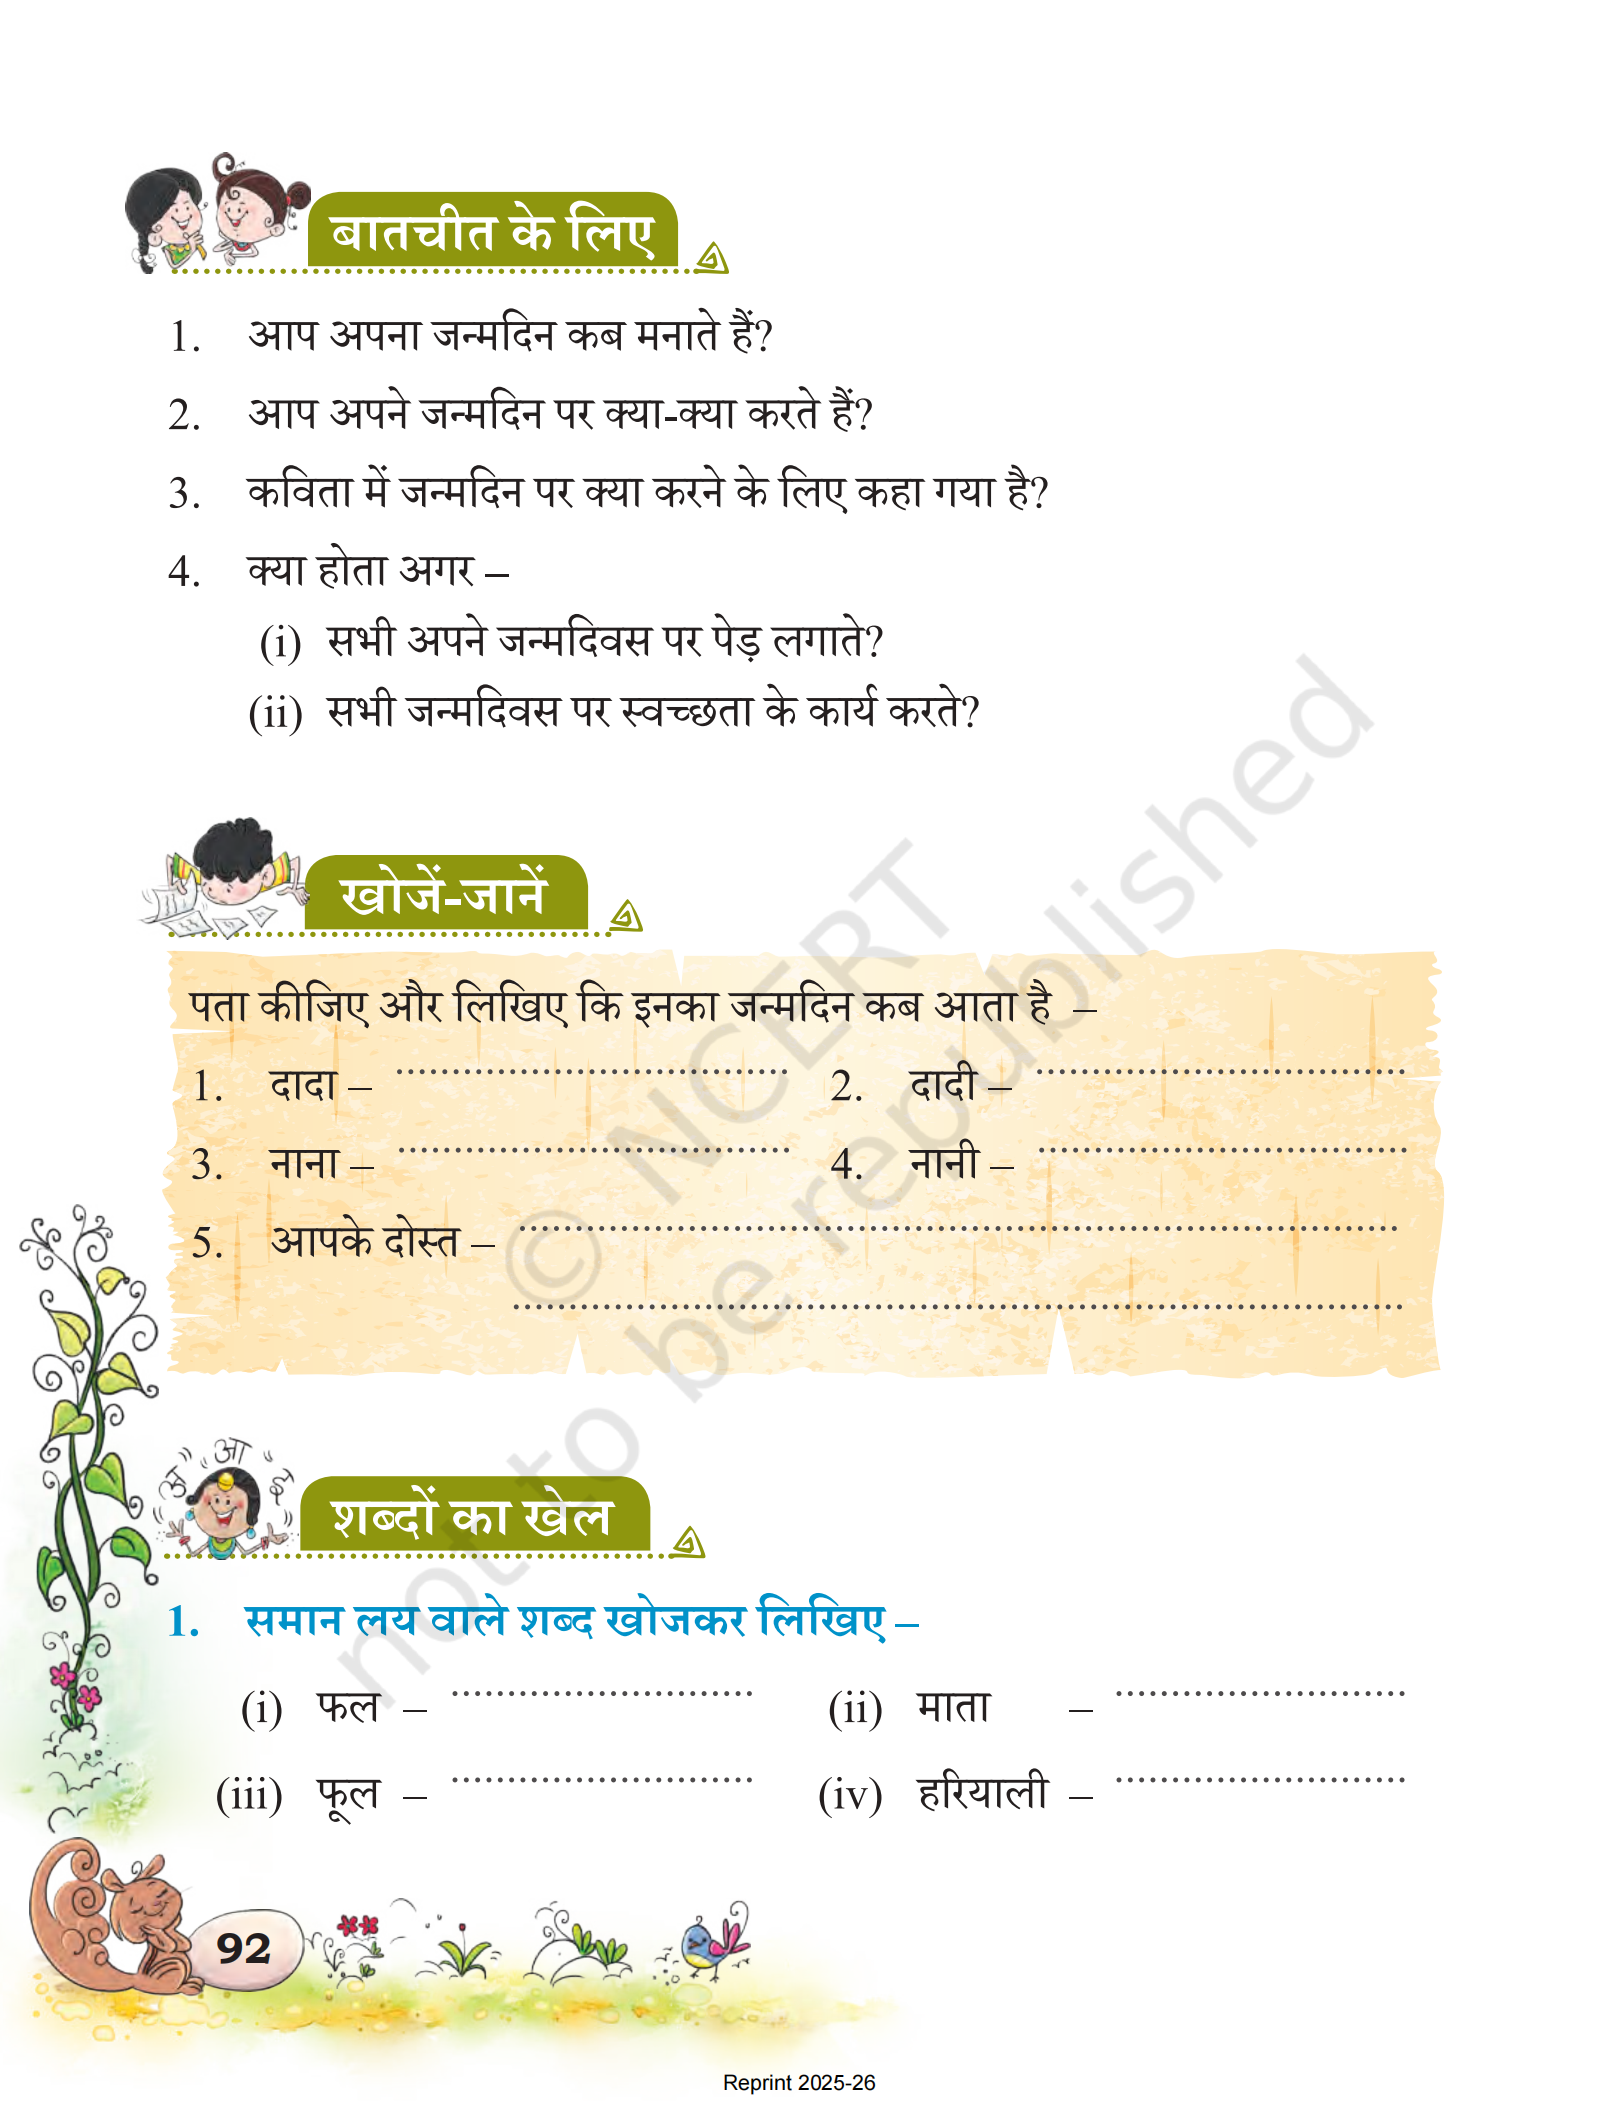 बातचीत के लिए
1. आप अपना जन्मदिन कब मनाते हैं?
2. आप अपने जन्मदिन पर क्या-क्या करते हैं?
3. कविता में जन्मदिन पर क्या करने के लिए कहा गया है?
4. क्या होता अगर –
(i) सभी अपने जन्मदिवस पर पेड़ लगाते?
(ii) सभी जन्मदिवस पर स्वच्छता के कार्य करते?
खोजें-जानें
पता कीजिए और लिखिए कि इनका जन्मदिन कब आता है –
1. दादा – ........................ 2. दादी – ........................
3. नाना – ........................ 4. नानी – ........................
5. आपके दोस्त – ........................
........................
अ आ इ
शब्दों का खेल
1. समान लय वाले शब्द खोजकर लिखिए –
(i) फल – ........................ (ii) माता – ........................
(iii) फूल – ........................ (iv) हरियाली – ........................
92
Reprint 2025-26
© NCERT
not to be republished